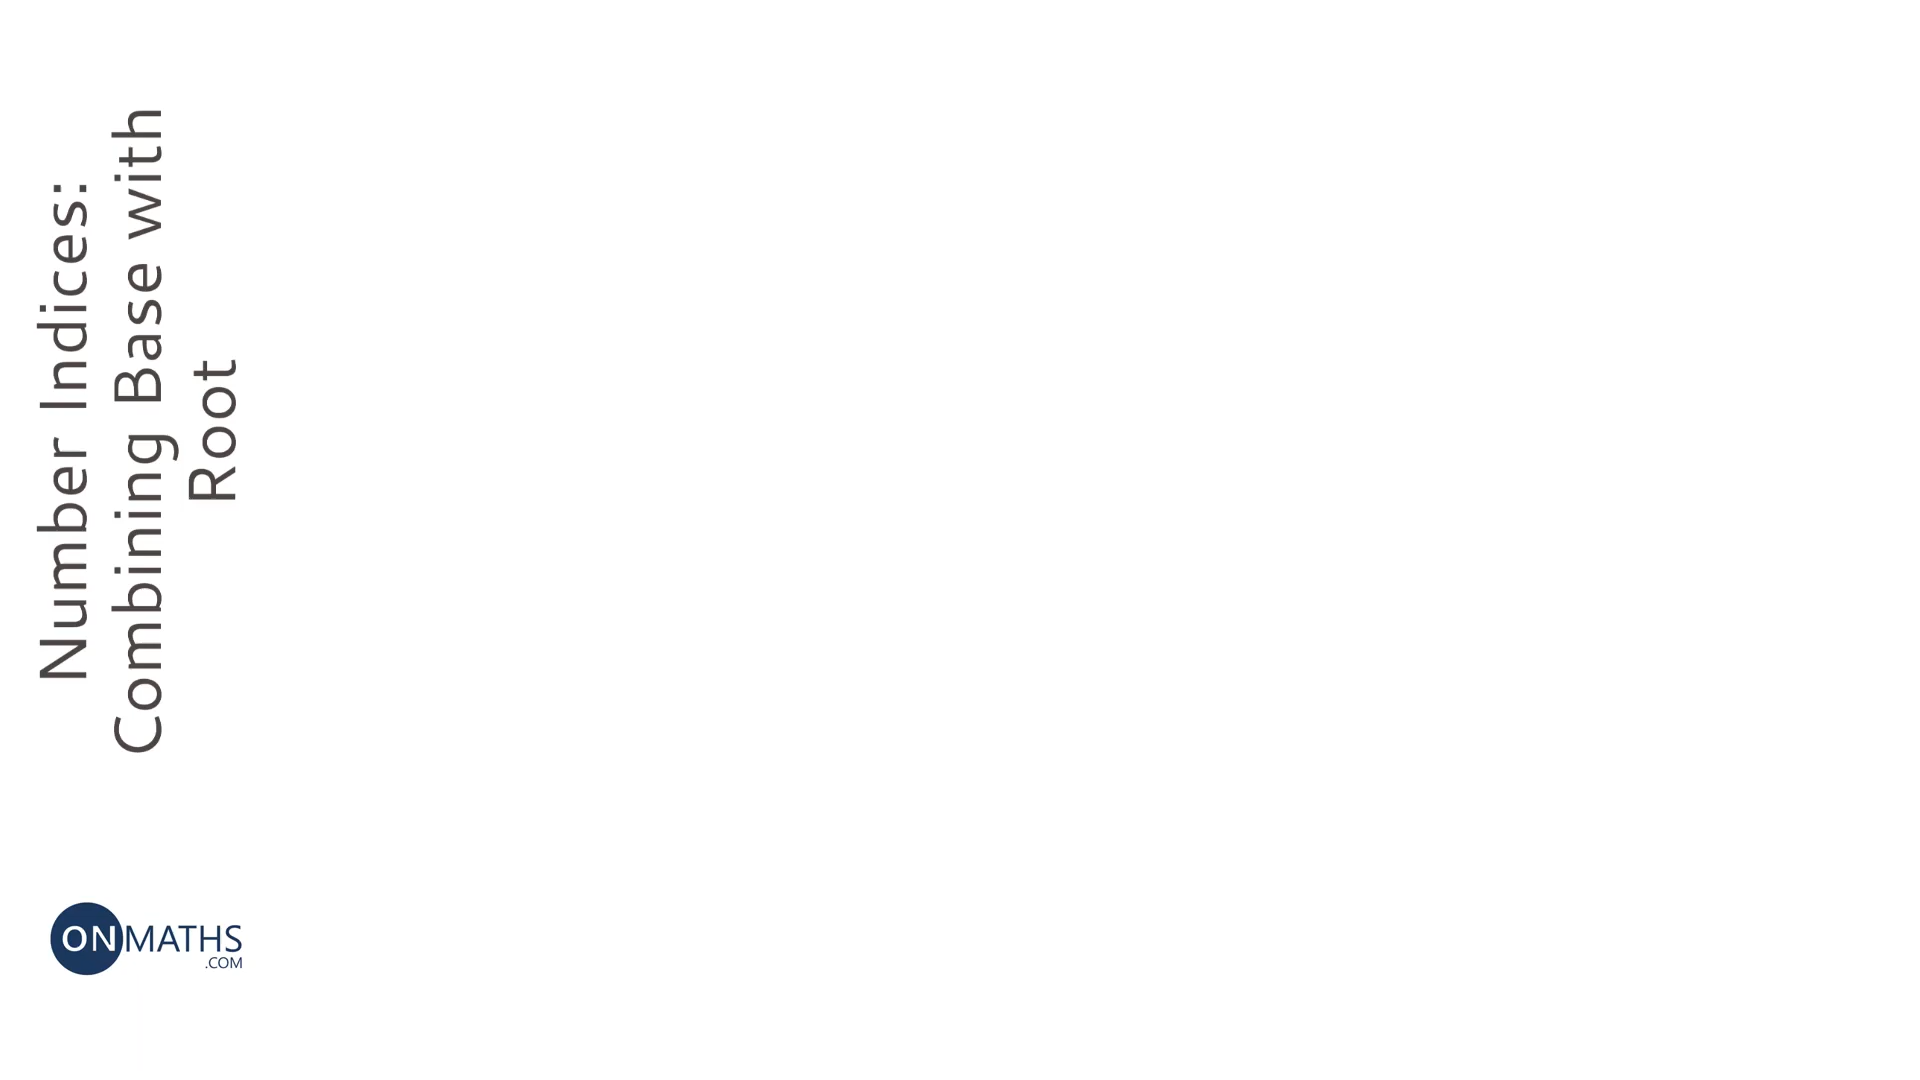 Number Indices:
Combining Base with
Root
ONMATHS
.COM